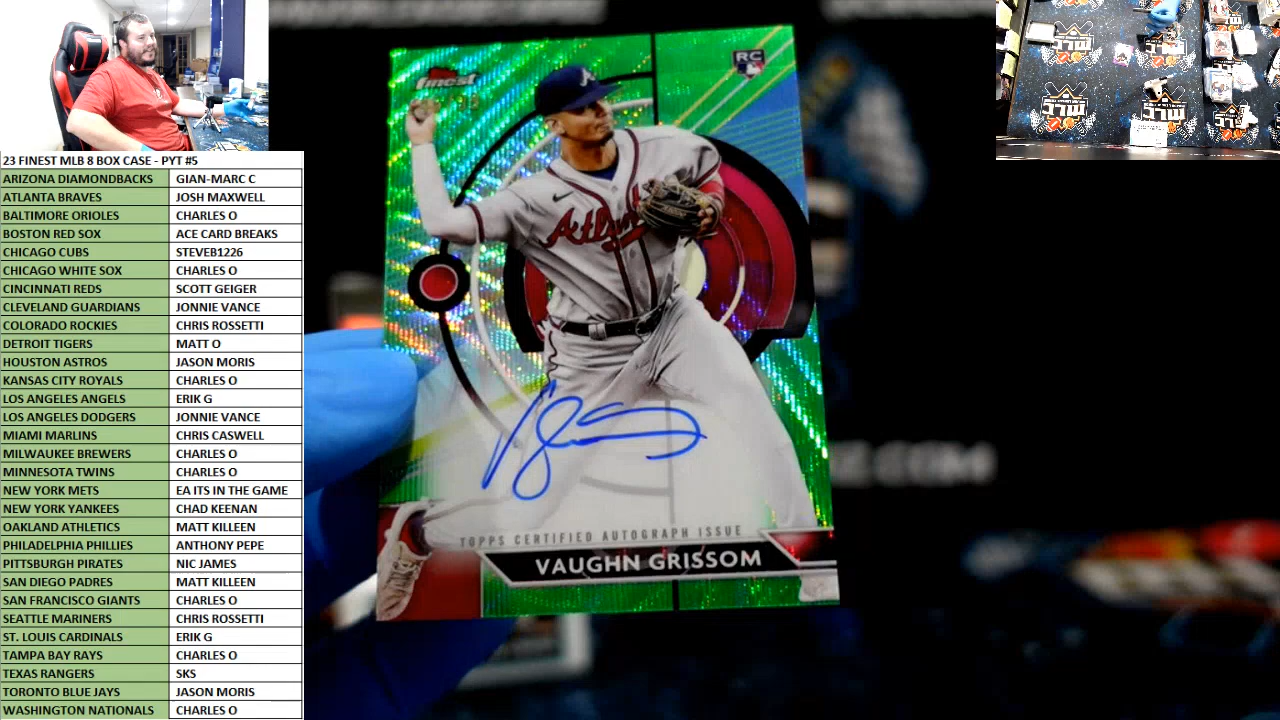 23 FINEST MLB 8 BOX CASE - PYT #5
ARIZONA DIAMONDBACKS GIAN-MARC C
ATLANTA BRAVES JOSH MAXWELL
BALTIMORE ORIOLES CHARLES O
BOSTON RED SOX ACE CARD BREAKS
CHICAGO CUBS STEVEB1226
CHICAGO WHITE SOX CHARLES O
CINCINNATI REDS SCOTT GEIGER
CLEVELAND GUARDIANS JONNIE VANCE
COLORADO ROCKIES CHRIS ROSSETTI
DETROIT TIGERS MATT O
HOUSTON ASTROS JASON MORIS
KANSAS CITY ROYALS CHARLES O
LOS ANGELES ANGELS ERIK G
LOS ANGELES DODGERS JONNIE VANCE
MIAMI MARLINS CHRIS CASWELL
MILWAUKEE BREWERS CHARLES O
MINNESOTA TWINS CHARLES O
NEW YORK METS EA ITS IN THE GAME
NEW YORK YANKEES CHAD KEENAN
OAKLAND ATHLETICS MATT KILLEEN
PHILADELPHIA PHILLIES ANTHONY PEPE
PITTSBURGH PIRATES NIC JAMES
SAN DIEGO PADRES MATT KILLEEN
SAN FRANCISCO GIANTS CHARLES O
SEATTLE MARINERS CHRIS ROSSETTI
ST. LOUIS CARDINALS ERIK G
TAMPA BAY RAYS CHARLES O
TEXAS RANGERS SKS
TORONTO BLUE JAYS JASON MORIS
WASHINGTON NATIONALS CHARLES O
finest
RC
A
Atlanta
TOPPS CERTIFIED AUTOGRAPH ISSUE
VAUGHN GRISSOM
.COM